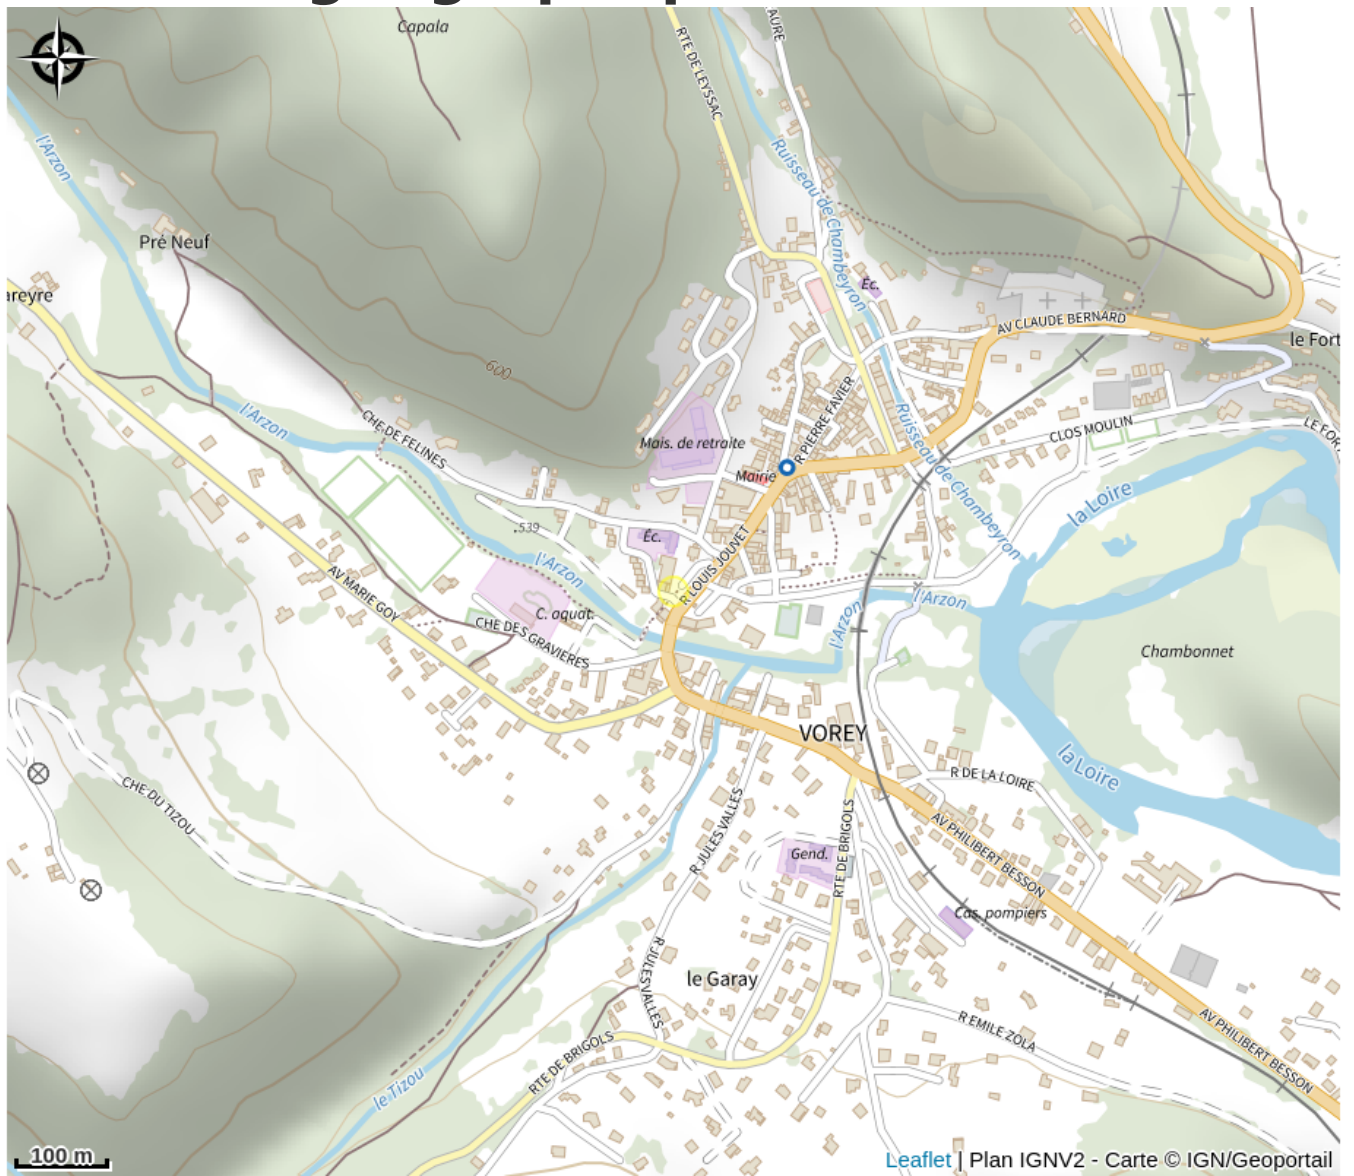 Capala
RTE DE LEYSSAC
AURE
l'Arzon
Ruisseau de Chambeyron
Pré Neuf
areyre
Éc.
AV CLAUDE BERNARD
le Fort
600
R PIERRE FAVIER
l'Arzon
CHE DE FELINES
Mais. de retraite
Mairie
Ruisseau de Chambeyron
CLOS MOULIN
LE FORT
la Loire
.539
Éc.
R LOUIS JOUVET
l'Arzon
AV MARIE GOY
C. aquat.
CHE DES GRAVIERES
l'Arzon
l'Arzon
Chambonnet
VOREY
la Loire
R DE LA LOIRE
CHE DU TIZOU
R JULES VALLES
RTE DE BRIGOLS
AV PHILIBERT BESSON
Gend.
Cas. pompiers
R JULES VALLES
le Garay
R EMILE ZOLA
AV PHILIBERT BESSON
RTE DE BRIGOLS
le Tizou
100 m
Leaflet | Plan IGNV2 - Carte © IGN/Geoportail